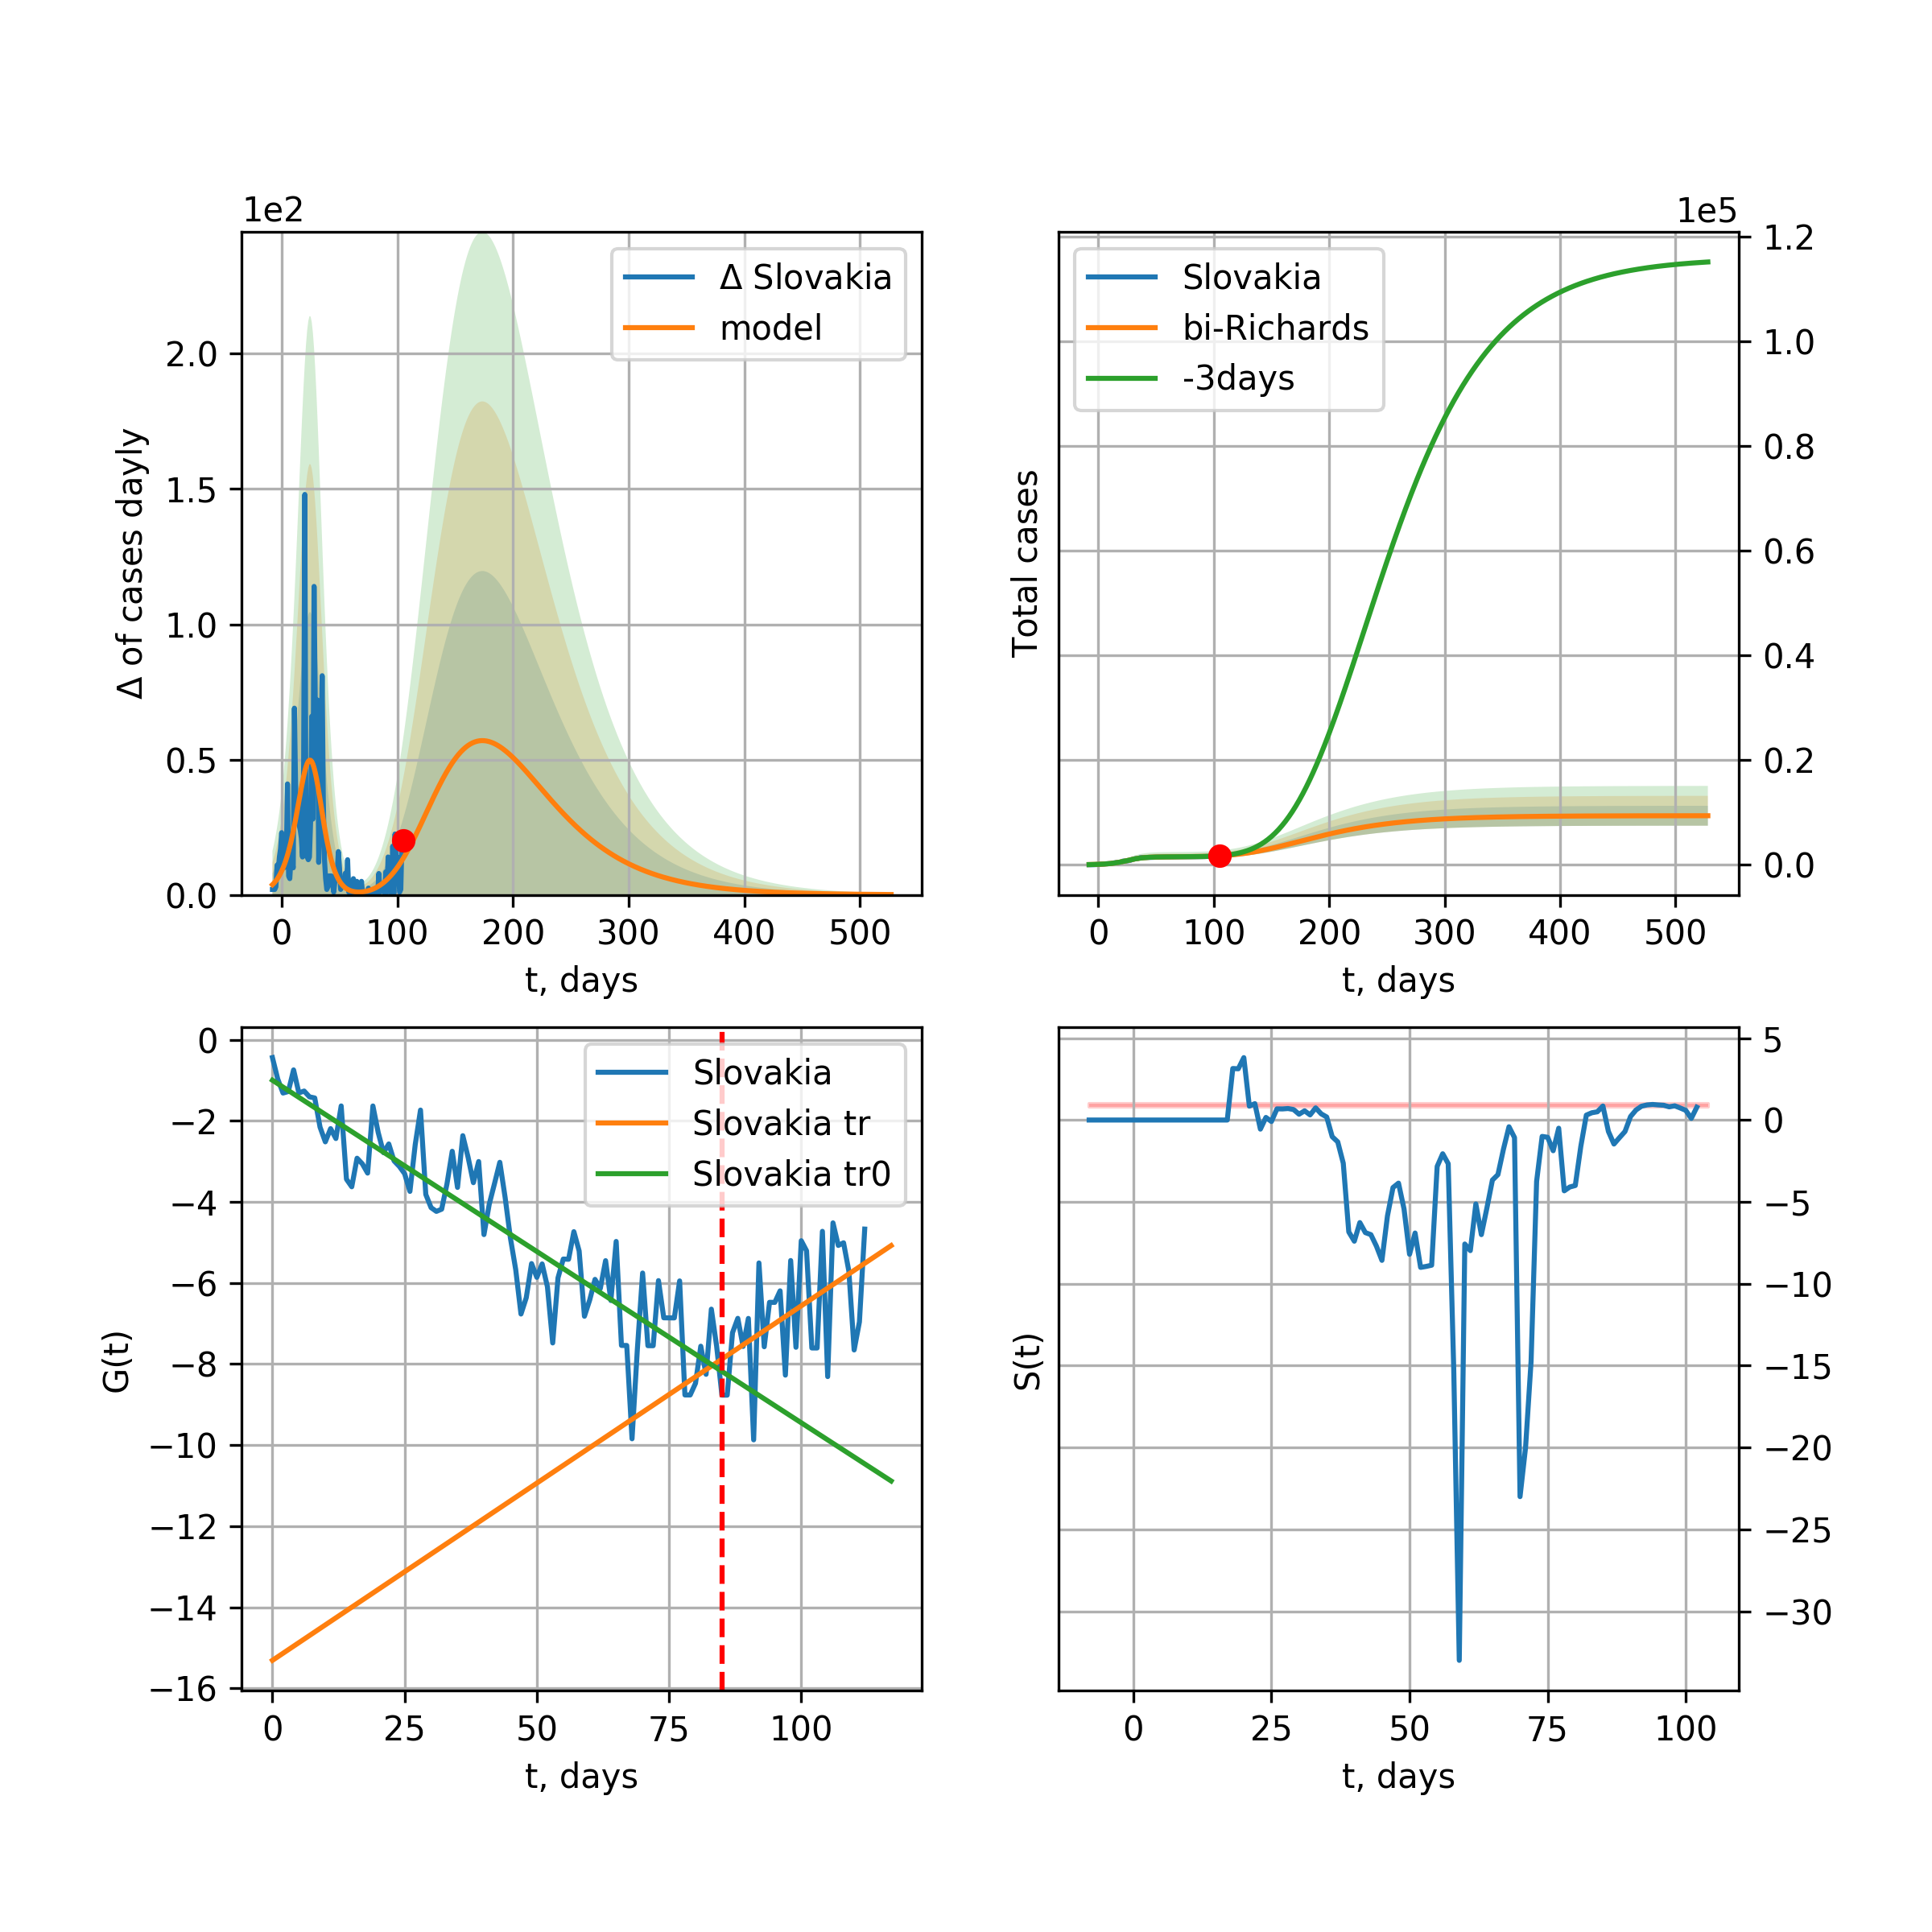 1e2
Δ of cases dayly
2.0
1.5
1.0
0.5
0.0
Δ Slovakia
model
0 100 200 300 400 500
t, days
1e5
Total cases
Slovakia
bi-Richards
-3days
1.2
1.0
0.8
0.6
0.4
0.2
0.0
0 100 200 300 400 500
t, days
G(t)
0
−2
−4
−6
−8
−10
−12
−14
−16
Slovakia
Slovakia tr
Slovakia tr0
0 25 50 75 100
t, days
S(t)
5
0
−5
−10
−15
−20
−25
−30
0 25 50 75 100
t, days